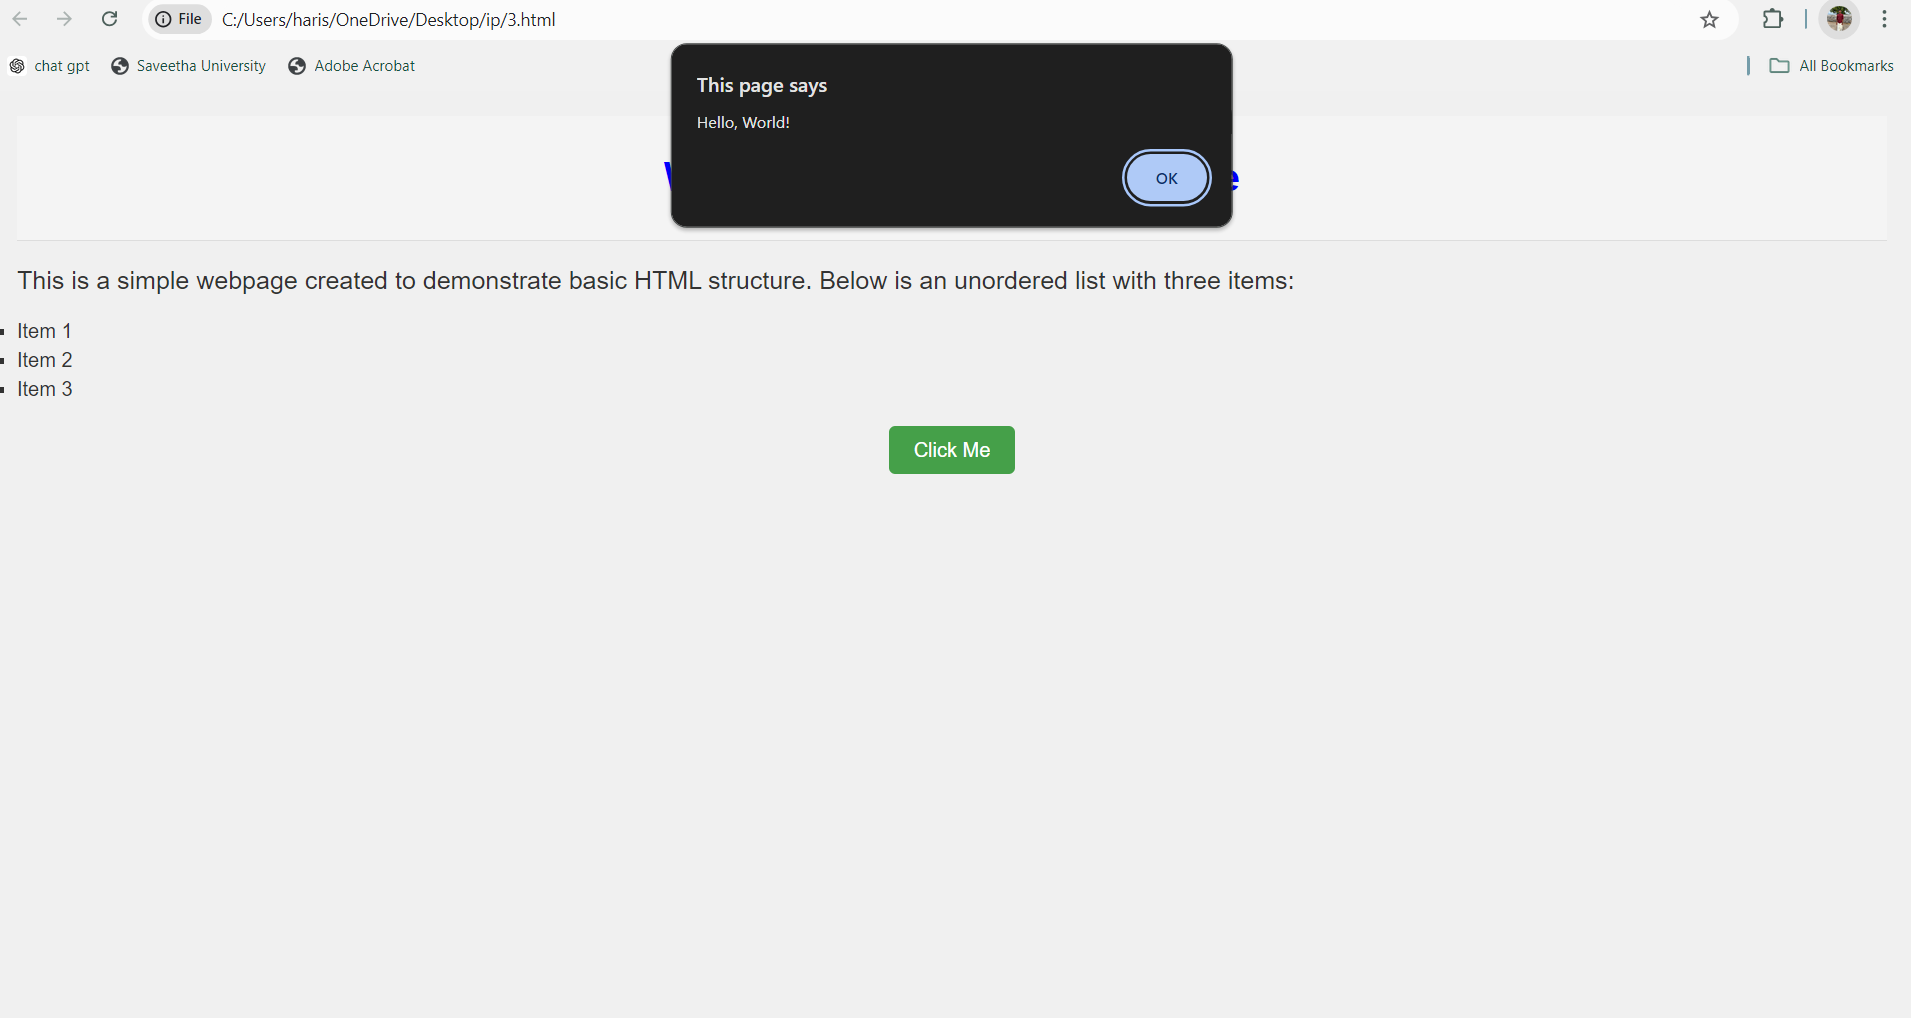 File C:/Users/haris/OneDrive/Desktop/ip/3.html
chat gpt Saveetha University Adobe Acrobat All Bookmarks
This page says
Hello, World!
OK
This is a simple webpage created to demonstrate basic HTML structure. Below is an unordered list with three items:
Item 1
Item 2
Item 3
Click Me